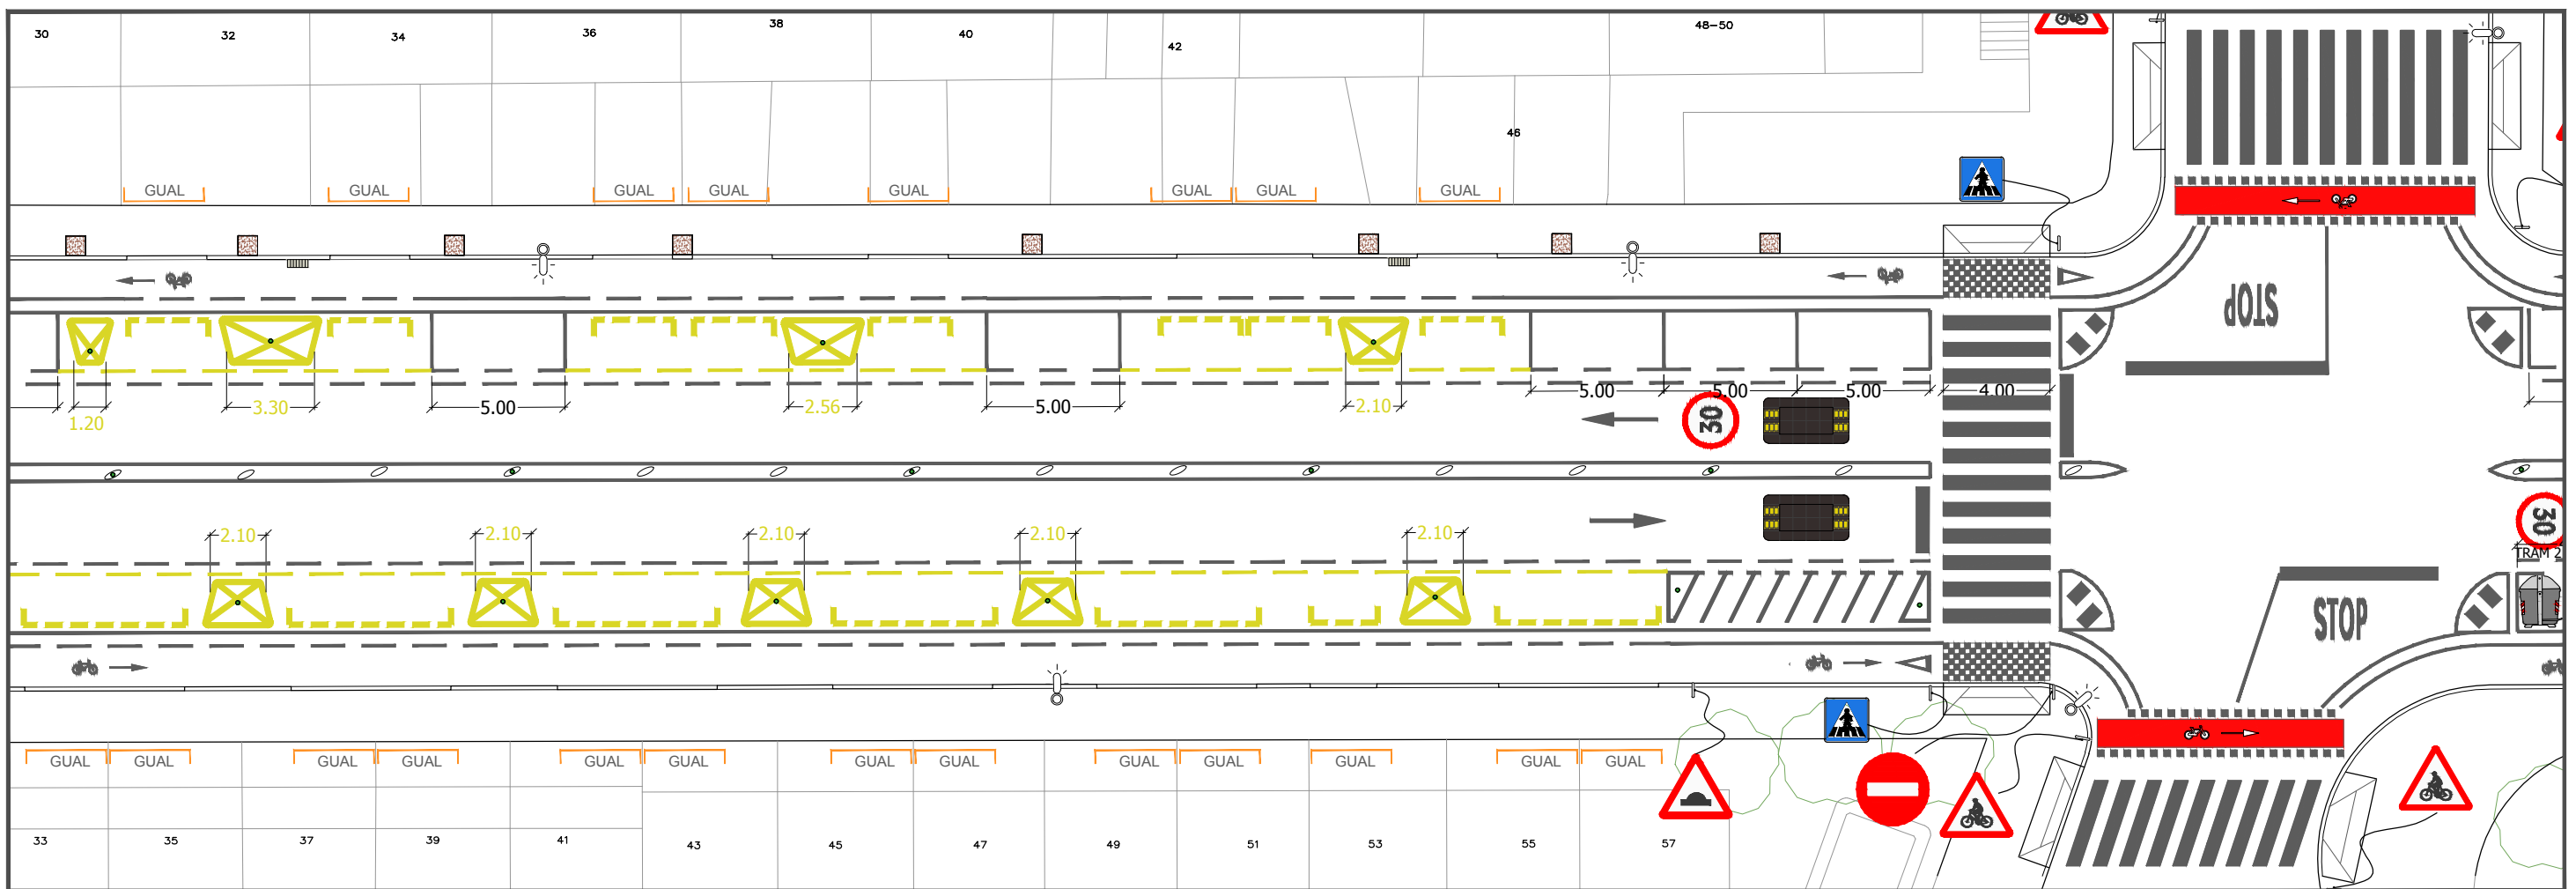 30
32
34
36
38
40
42
48-50
46
GUAL
GUAL
GUAL
GUAL
GUAL
GUAL
GUAL
GUAL
STOP
1.20
3.30
5.00
2.56
5.00
2.10
5.00
5.00
5.00
4.00
30
30
TRAM 2
2.10
2.10
2.10
2.10
2.10
STOP
GUAL
GUAL
GUAL
GUAL
GUAL
GUAL
GUAL
GUAL
GUAL
GUAL
GUAL
GUAL
GUAL
33
35
37
39
41
43
45
47
49
51
53
55
57